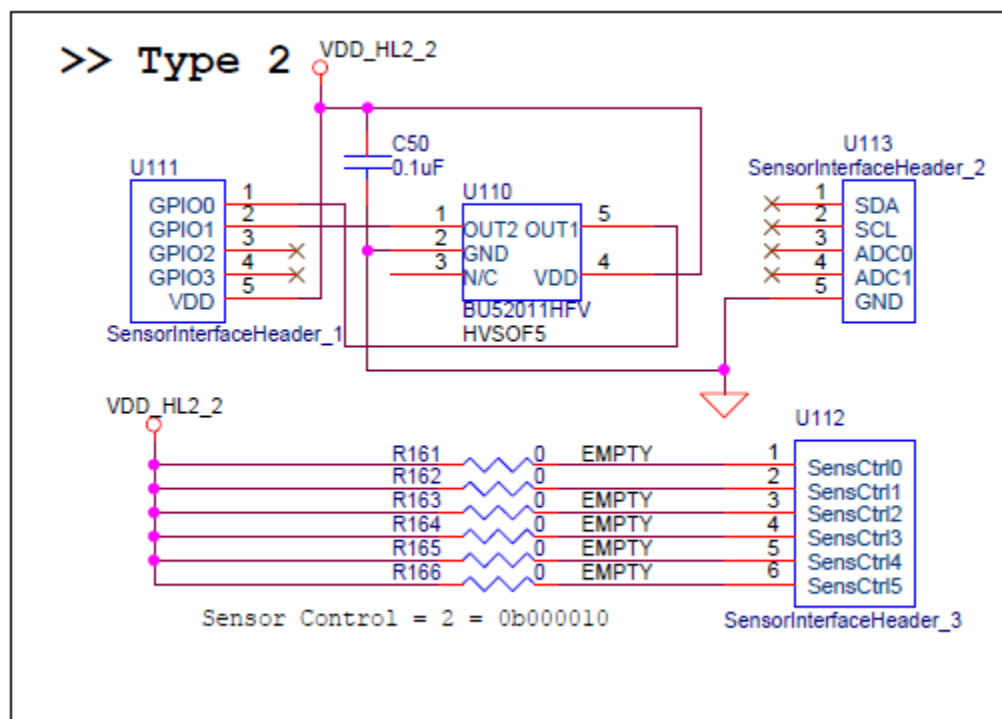 >> Type 2
VDD_HL2_2
C50
0.1uF
U111
GPIO0 1
GPIO1 2
GPIO2 3
GPIO3 4
VDD 5
SensorInterfaceHeader_1
U110
1 OUT2 OUT1 5
2 GND
3 N/C VDD 4
BU52011HFV
HVSOF5
U113
SensorInterfaceHeader_2
1 SDA
2 SCL
3 ADC0
4 ADC1
5 GND
VDD_HL2_2
U112
R161 0 EMPTY 1 SensCtrl0
R162 0 2 SensCtrl1
R163 0 EMPTY 3 SensCtrl2
R164 0 EMPTY 4 SensCtrl3
R165 0 EMPTY 5 SensCtrl4
R166 0 EMPTY 6 SensCtrl5
Sensor Control = 2 = 0b000010
SensorInterfaceHeader_3